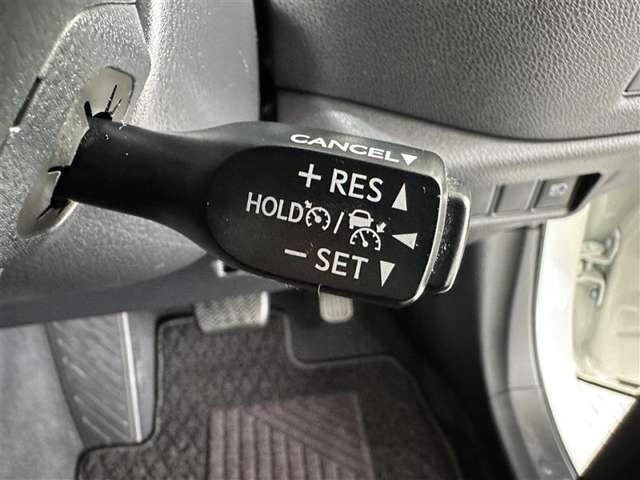 CANCEL▼
+ RES ▲
HOLD / ◀
− SET ▼